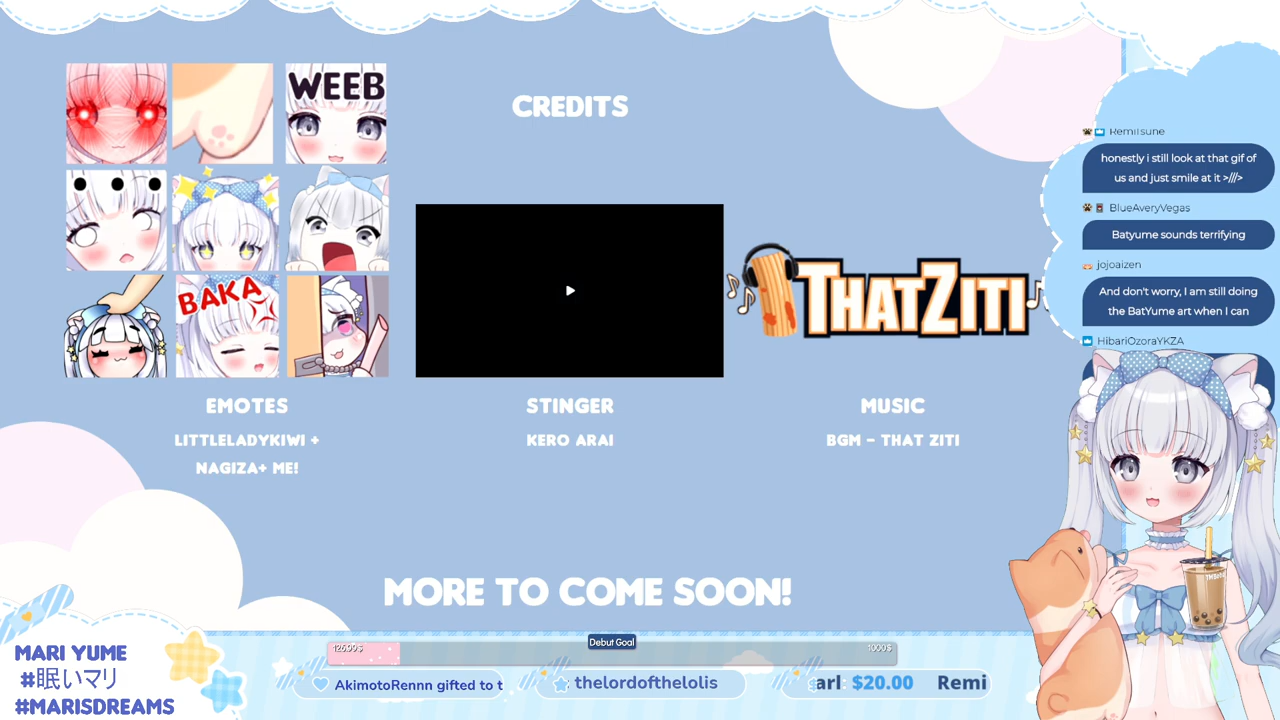 WEEB
BAKA
CREDITS
THATZITI
EMOTES
LITTLELADYKIWI +
NAGIZA+ ME!
STINGER
KERO ARAI
MUSIC
BGM - THAT ZITI
MORE TO COME SOON!
RemiTsune
honestly i still look at that gif of
us and just smile at it >///>
BlueAveryVegas
Batyume sounds terrifying
jojoaizen
And don't worry, I am still doing
the BatYume art when I can
HibariOzoraYKZA
MARI YUME
#眠いマリ
#MARISDREAMS
Debut Goal
1000$
AkimotoRennn gifted to t
thelordofthelolis
arl: $20.00 Remi